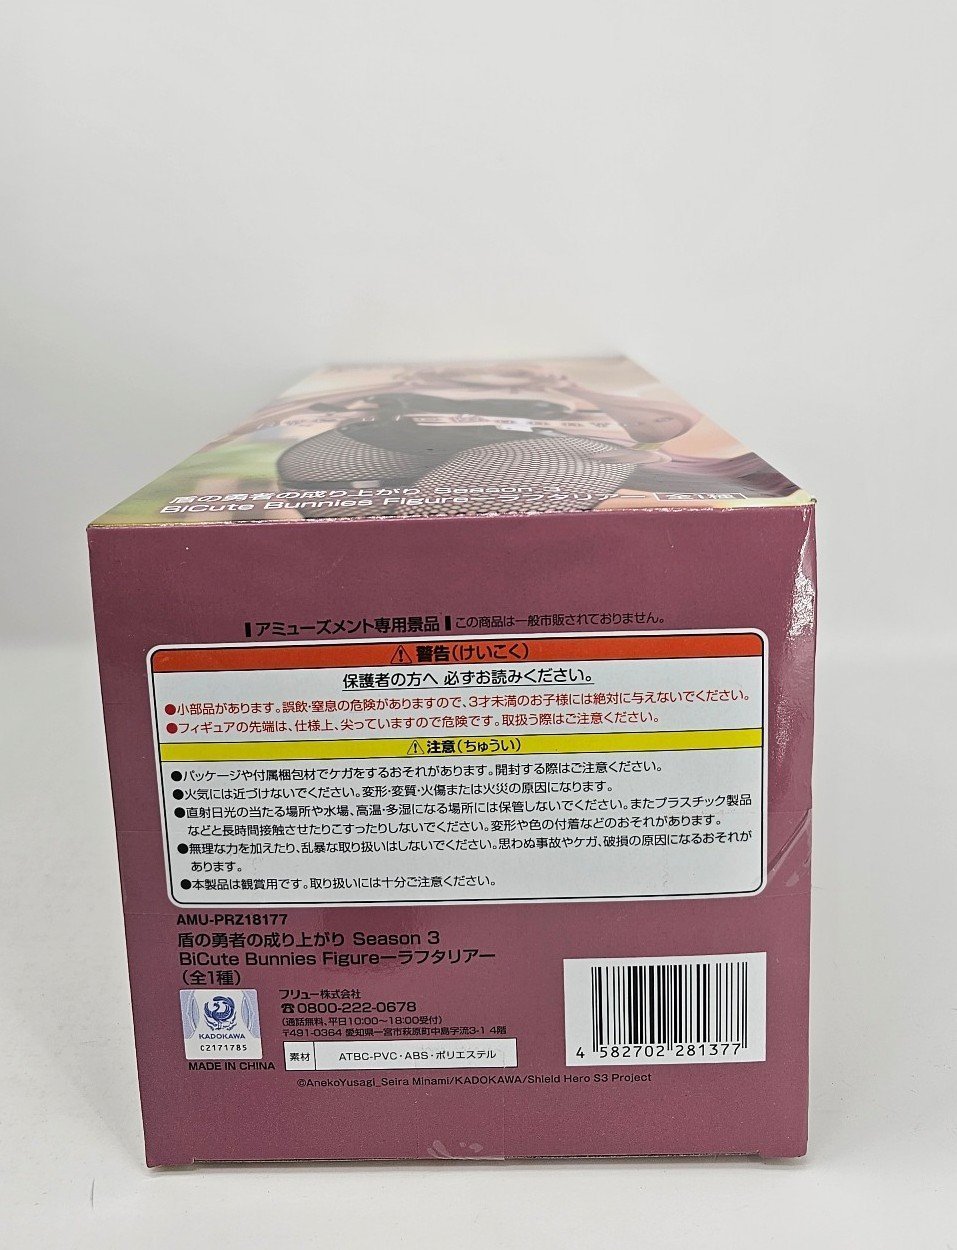 盾の勇者の成り上がり Season 3
BiCute Bunnies Figureーラフタリアー 全1種
アミューズメント専用景品 この商品は一般市販されておりません。
警告(けいこく)
保護者の方へ 必ずお読みください。
●小部品があります。誤飲・窒息の危険がありますので、3才未満のお子様には絶対に与えないでください。
●フィギュアの先端は、仕様上、尖っていますので危険です。取扱う際はご注意ください。
注意(ちゅうい)
●パッケージや付属梱包材でケガをするおそれがあります。開封する際はご注意ください。
●火気には近づけないでください。変形・変質・火傷または火災の原因になります。
●直射日光の当たる場所や水場、高温・多湿になる場所には保管しないでください。またプラスチック製品
などと長時間接触させたりこすったりしないでください。変形や色の付着などのおそれがあります。
●無理な力を加えたり、乱暴な取り扱いはしないでください。思わぬ事故やケガ、破損の原因になるおそれが
あります。
●本製品は観賞用です。取り扱いには十分ご注意ください。
AMU-PRZ18177
盾の勇者の成り上がり Season 3
BiCute Bunnies Figureーラフタリアー
(全1種)
KADOKAWA
C2171785
MADE IN CHINA
フリュー株式会社
☎0800-222-0678
(通話無料、平日10:00〜18:00受付)
〒491-0364 愛知県一宮市萩原町中島字流3-1 4階
素材 ATBC-PVC・ABS・ポリエステル
©AnekoYusagi_Seira Minami/KADOKAWA/Shield Hero S3 Project
4 582702 281377